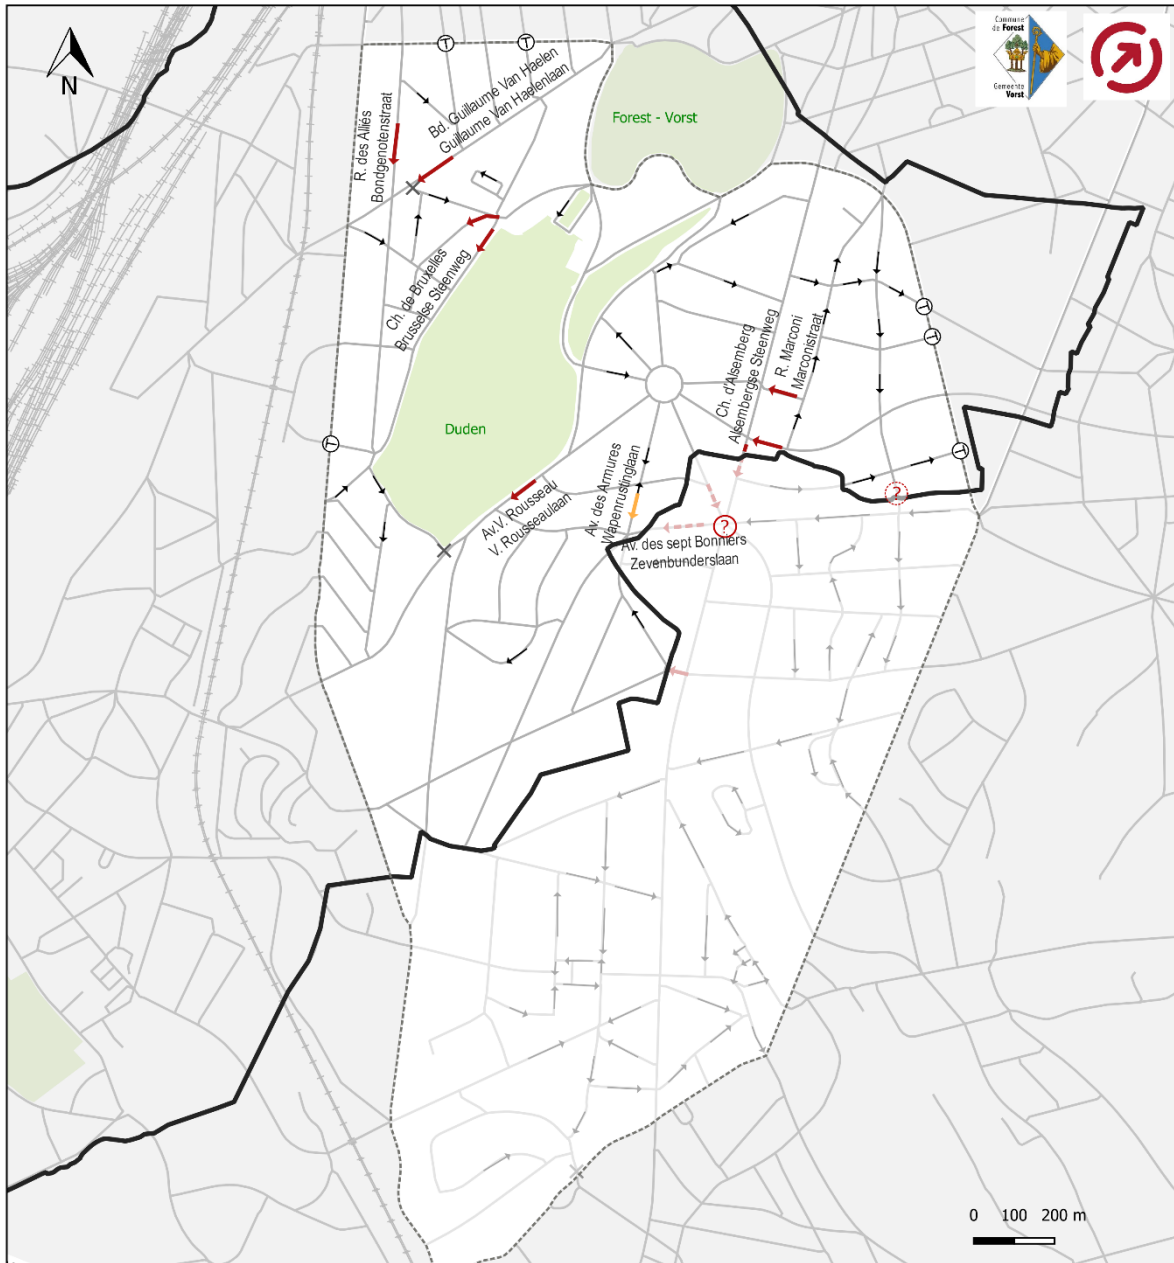 Commune
de Forest
Gemeente
Vorst
N
T
T
Bd. Guillaume Van Haelen
Guillaume Van Haelenlaan
R. des Alliés
Bondgenotenstraat
Forest - Vorst
Ch. de Bruxelles
Brusselse Steenweg
Ch. d'Alsemberg
Alsembergse Steenweg
R. Marconi
Marconistraat
T
T
Duden
T
T
Av.V. Rousseau
V. Rousseaulaan
Av. des Armures
Wapenrustinglaan
?
?
Av. des sept Bonniers
Zevenbunderslaan
0 100 200 m